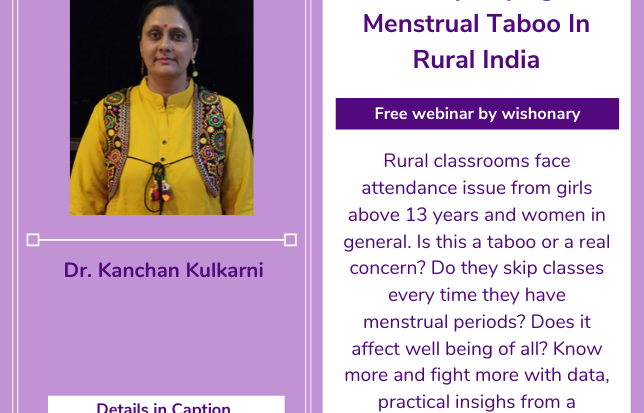 Dr. Kanchan Kulkarni
Details in Caption
Menstrual Taboo In
Rural India
Free webinar by wishonary
Rural classrooms face
attendance issue from girls
above 13 years and women in
general. Is this a taboo or a real
concern? Do they skip classes
every time they have
menstrual periods? Does it
affect well being of all? Know
more and fight more with data,
practical insighs from a